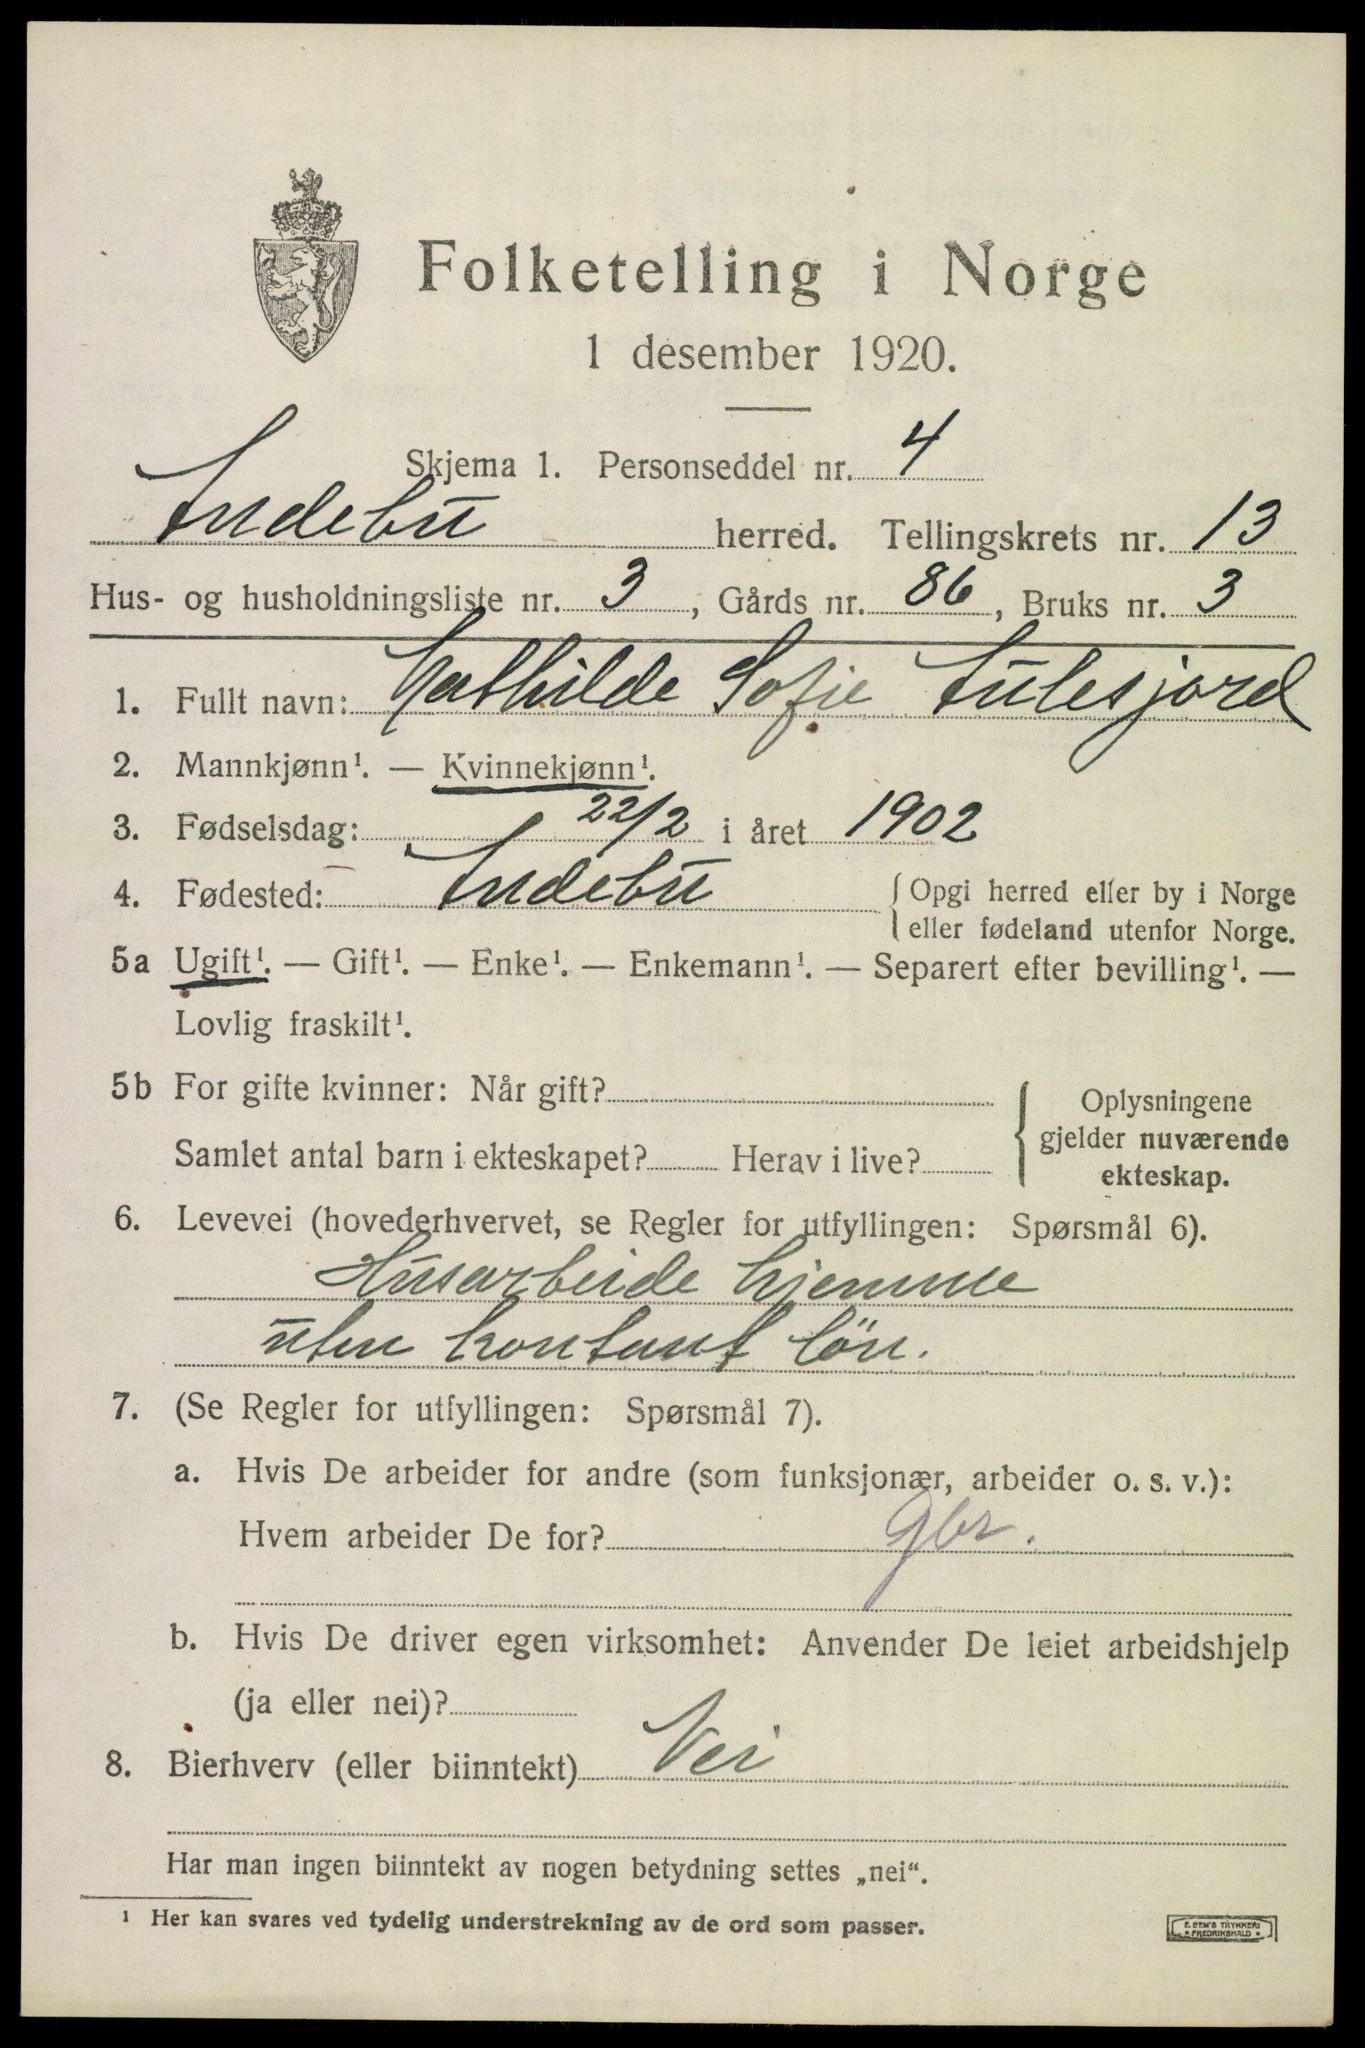 Folketelling i Norge
1 desember 1920.
Skjema 1. Personseddel nr. 4
Andebu herred. Tellingskrets nr. 13
Hus- og husholdningsliste nr. 3, Gårds nr. 86, Bruks nr. 3
1. Fullt navn: Mathilde Sofie
2. Mannkjønn¹. — Kvinnekjønn¹.
3. Fødselsdag: 22/2 i året 1902
4. Fødested: Andebu {Opgi herred eller by i Norge
eller fødeland utenfor Norge.
5a Ugift¹. — Gift¹. — Enke¹. — Enkemann¹. — Separert efter bevilling¹. —
Lovlig fraskilt¹.
5b For gifte kvinner: Når gift?
Samlet antal barn i ekteskapet? Herav i live?
{Oplysningene
gjelder nuværende
ekteskap.
6. Levevei (hovederhvervet, se Regler for utfyllingen: Spørsmål 6).
Husarbeide hjemme
uten kontant løn.
7. (Se Regler for utfyllingen: Spørsmål 7).
a. Hvis De arbeider for andre (som funksjonær, arbeider o. s. v.):
Hvem arbeider De for? Gbr.
b. Hvis De driver egen virksomhet: Anvender De leiet arbeidshjelp
(ja eller nei)?
8. Bierhverv (eller biinntekt) Nei
Har man ingen biinntekt av nogen betydning settes „nei“.
¹ Her kan svares ved tydelig understrekning av de ord som passer.
E. SEM'S TRYKKERI
FREDRIKSHALD